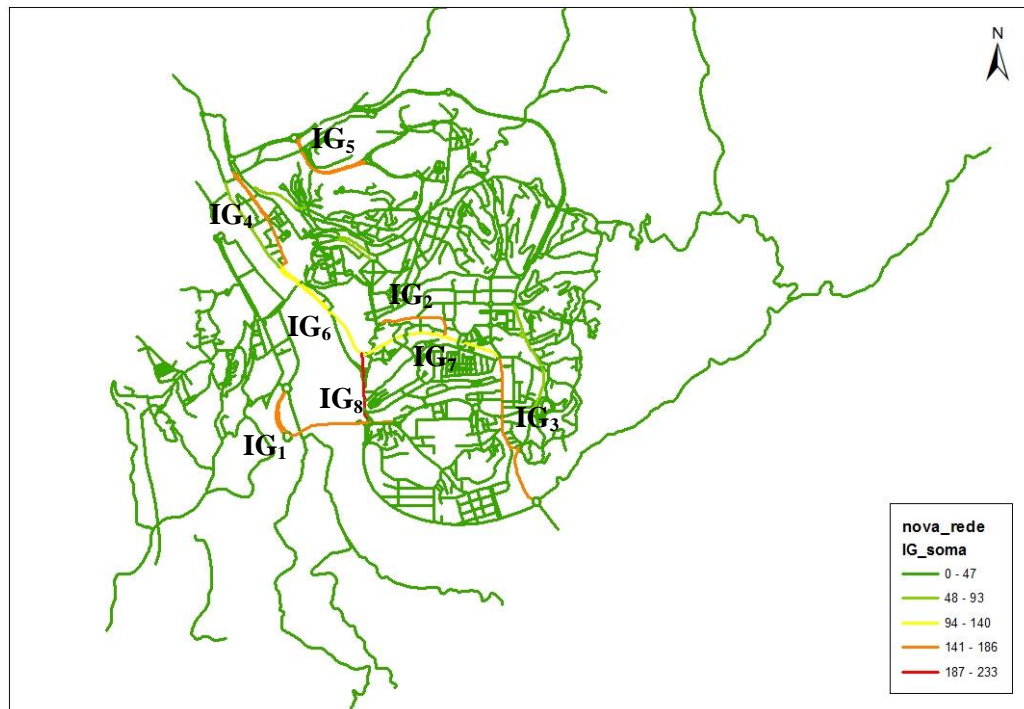 N
IG5
IG4
IG2
IG6
IG7
IG8
IG3
IG1
nova_rede
IG_soma
0 - 47
48 - 93
94 - 140
141 - 186
187 - 233